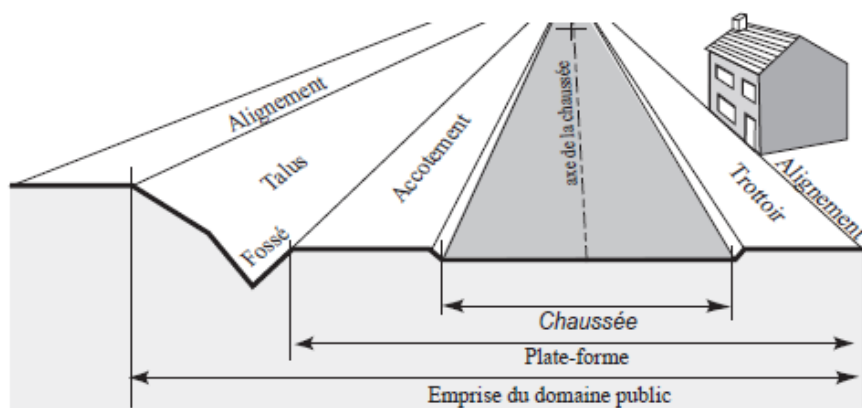 Alignement
axe de la chaussée
Talus
Accotement
Trottoir
Alignement
Fossé
Chaussée
Plate-forme
Emprise du domaine public